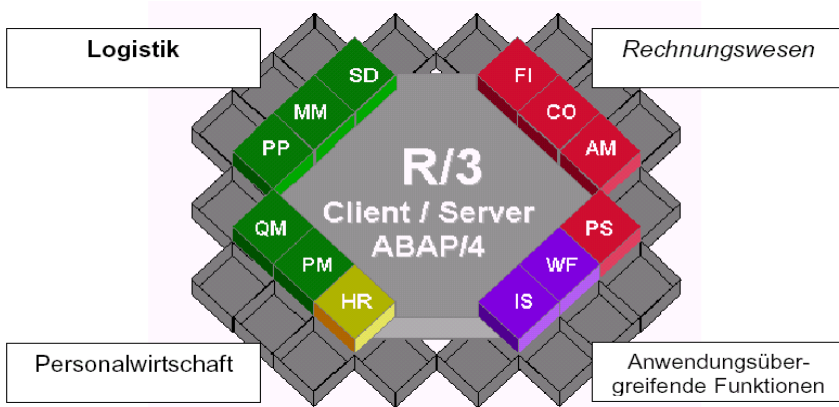 Logistik
Rechnungswesen
SD
MM
PP
FI
CO
AM
R/3
Client / Server
ABAP/4
QM
PM
HR
PS
WF
IS
Personalwirtschaft
Anwendungsüber-
greifende Funktionen